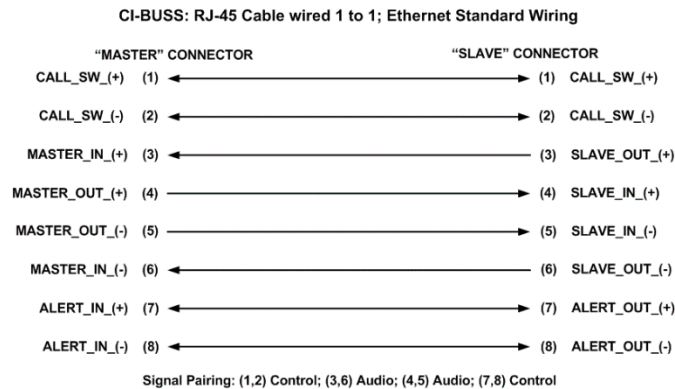 CI-BUSS: RJ-45 Cable wired 1 to 1; Ethernet Standard Wiring
“MASTER” CONNECTOR “SLAVE” CONNECTOR
CALL_SW_(+) (1) (1) CALL_SW_(+)
CALL_SW_(-) (2) (2) CALL_SW_(-)
MASTER_IN_(+) (3) (3) SLAVE_OUT_(+)
MASTER_OUT_(+) (4) (4) SLAVE_IN_(+)
MASTER_OUT_(-) (5) (5) SLAVE_IN_(-)
MASTER_IN_(-) (6) (6) SLAVE_OUT_(-)
ALERT_IN_(+) (7) (7) ALERT_OUT_(+)
ALERT_IN_(-) (8) (8) ALERT_OUT_(-)
Signal Pairing: (1,2) Control; (3,6) Audio; (4,5) Audio; (7,8) Control